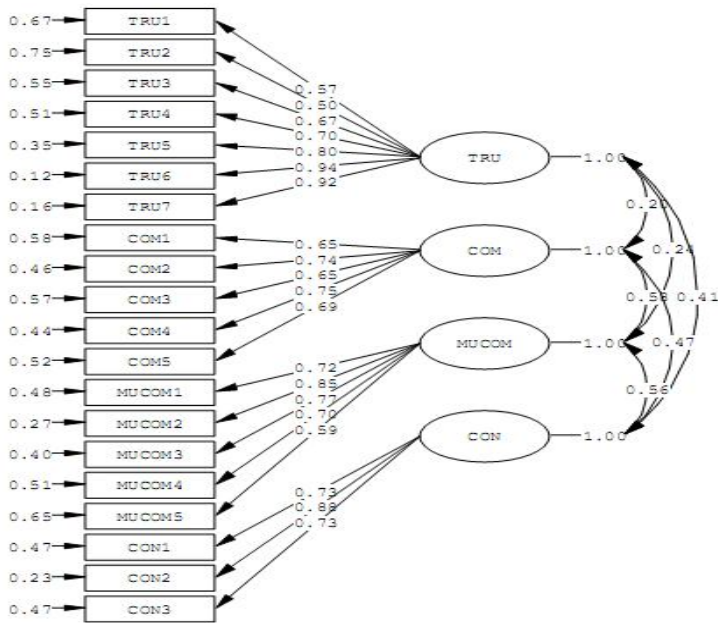 0.67 TRU1
0.75 TRU2
0.55 TRU3
0.51 TRU4
0.35 TRU5
0.12 TRU6
0.16 TRU7
0.58 COM1
0.46 COM2
0.57 COM3
0.44 COM4
0.52 COM5
0.48 MUCOM1
0.27 MUCOM2
0.40 MUCOM3
0.51 MUCOM4
0.65 MUCOM5
0.47 CON1
0.23 CON2
0.47 CON3
0.57
0.50
0.67
0.70
0.80
0.94
0.92
0.65
0.74
0.65
0.75
0.69
0.72
0.85
0.77
0.70
0.59
0.73
0.88
0.73
TRU 1.00
COM 1.00
MUCOM 1.00
CON 1.00
0.20
0.24
0.41
0.47
0.56